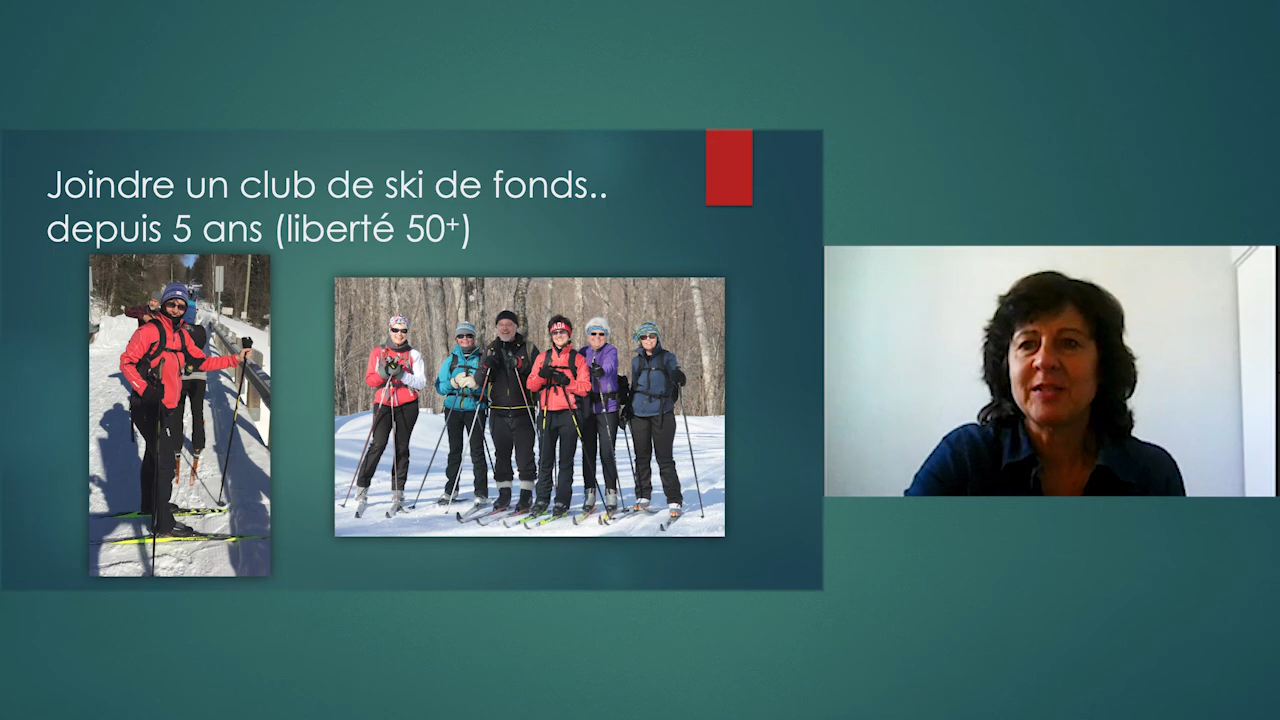 Joindre un club de ski de fonds..
depuis 5 ans (liberté 50+)